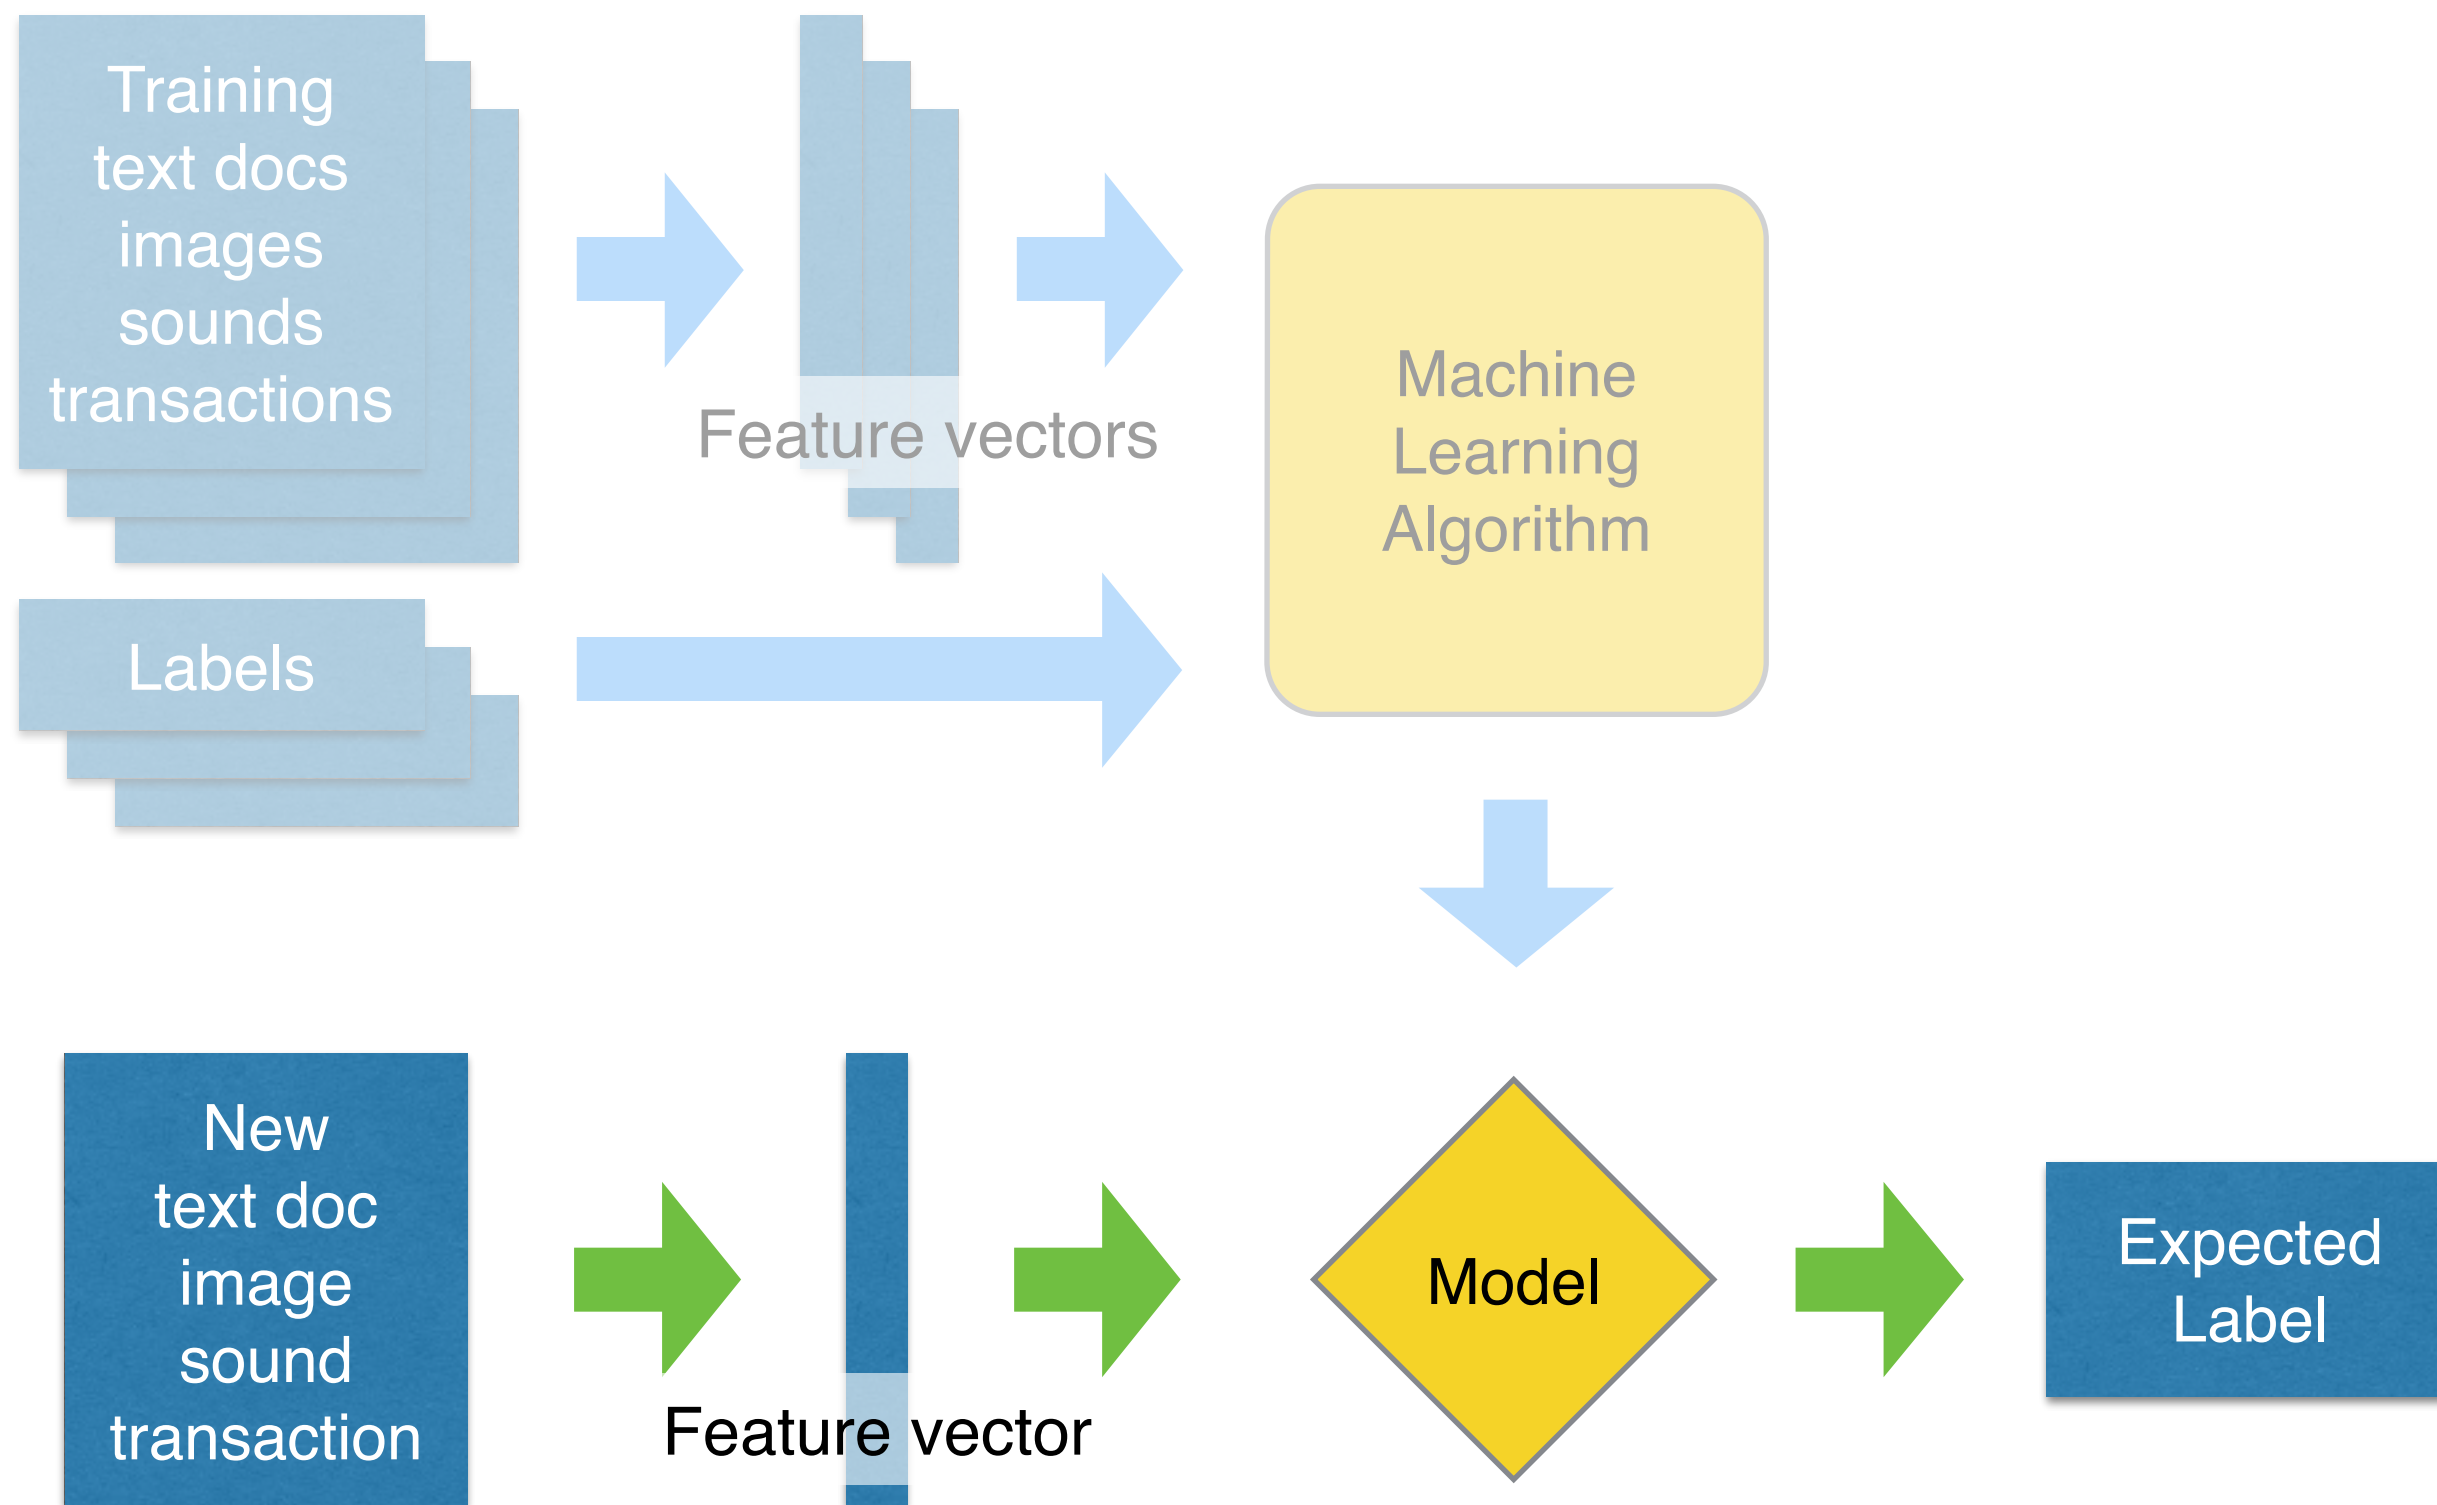 Training
text docs
images
sounds
transactions
Feature vectors
Machine
Learning
Algorithm
Labels
New
text doc
image
sound
transaction
Feature vector
Model
Expected
Label